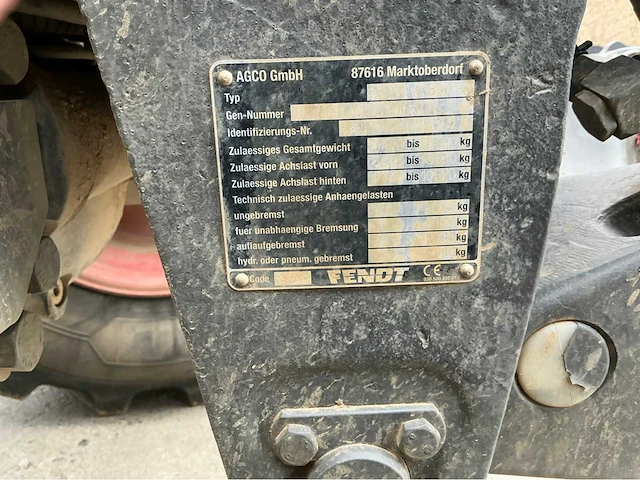 AGCO GmbH 87616 Marktoberdorf
Typ
Gen-Nummer
Identifizierungs-Nr.
Zulaessiges Gesamtgewicht bis kg
Zulaessige Achslast vorn bis kg
Zulaessige Achslast hinten bis kg
Technisch zulaessige Anhaengelasten
ungebremst kg
fuer unabhaengige Bremsung kg
auflaufgebremst kg
hydr. oder pneum. gebremst kg
Code FENDT CE